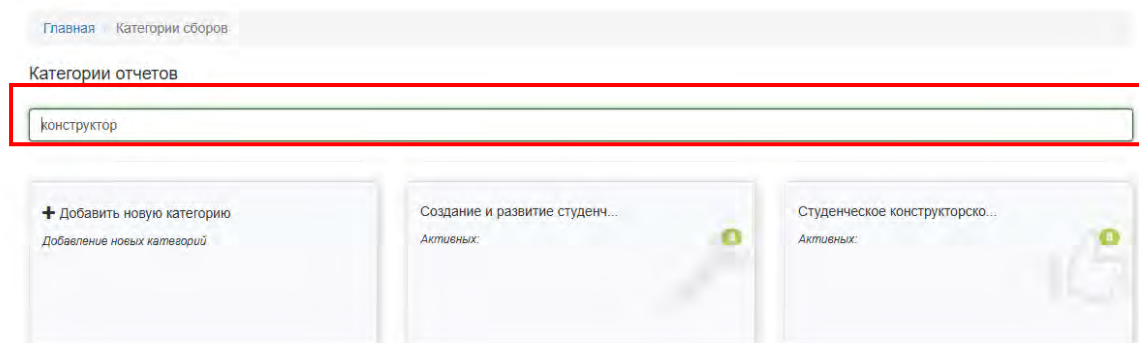 Главная Категории сборов
Категории отчетов
конструктор
Добавить новую категорию
Добавление новых категорий
Создание и развитие студенч...
Активных:
Студенческое конструкторско...
Активных: